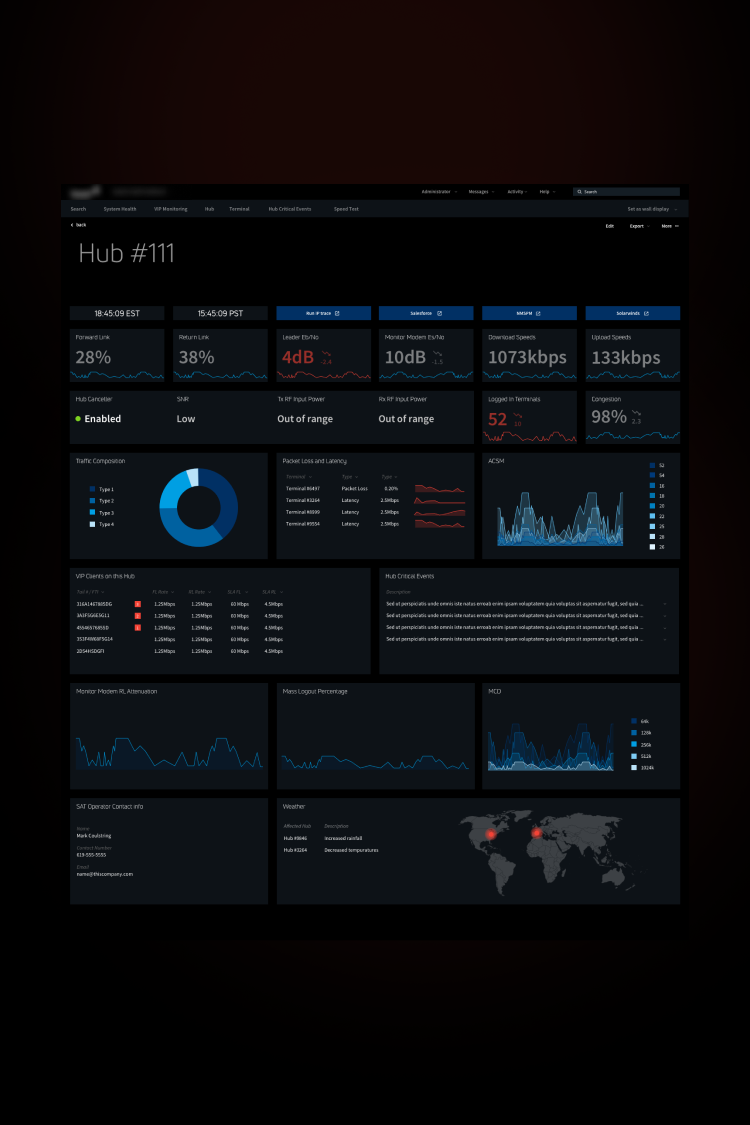 Administrator Messages Activity Help Search
Search System Health VIP Monitoring Hub Terminal Hub Critical Events Speed Test Set as wall display
back Edit Export More
Hub #111
18:45:09 EST 15:45:09 PST Run IP trace Salesforce Solarwinds
Forward Link Return Link Leader Eb/No Monitor Modem Es/No Download Speeds Upload Speeds
28% 38% 4dB -2.4 10dB -1.5 1073kbps 133kbps
Hub Canceller SNR Tx RF Input Power Rx RF Input Power Logged In Terminals Congestion
Enabled Low Out of range Out of range 52 10 98% 2.3
Traffic Composition Packet Loss and Latency ACSM
Terminal Type Type
Type 1
Type 2
Type 3
Type 4
Terminal #6497 Packet Loss 0.20%
Terminal #3264 Latency 2.5Mbps
Terminal #8999 Latency 2.5Mbps
Terminal #9554 Latency 2.5Mbps
52
54
16
18
20
22
25
28
26
VIP Clients on this Hub Hub Critical Events
FL Rate RL Rate SLA FL SLA RL Description
316A146T885DG 1.25Mbps 1.25Mbps 60 Mbps 4.5Mbps Sed ut perspiciatis unde omnis iste natus erroab enim ipsam voluptatem quia voluptas sit aspernatur fugit, sed quia ...
3A3F5G6E5G11 1.25Mbps 1.25Mbps 60 Mbps 4.5Mbps Sed ut perspiciatis unde omnis iste natus erroab enim ipsam voluptatem quia voluptas sit aspernatur fugit, sed quia ...
4554657685SD 1.25Mbps 1.25Mbps 60 Mbps 4.5Mbps Sed ut perspiciatis unde omnis iste natus erroab enim ipsam voluptatem quia voluptas sit aspernatur fugit, sed quia ...
353F4W68F5G14 1.25Mbps 1.25Mbps 60 Mbps 4.5Mbps Sed ut perspiciatis unde omnis iste natus erroab enim ipsam voluptatem quia voluptas sit aspernatur fugit, sed quia ...
2D54HSDGFI 1.25Mbps 1.25Mbps 60 Mbps 4.5Mbps
Monitor Modem RL Attenuation Mass Logout Percentage MCD
64k
128k
256k
512k
1024k
SAT Operator Contact info Weather
Name
Mark Coulstring
Contact Number
619-555-5555
Email
name@thiscompany.com
Affected Hub Description
Hub #9646 Increased rainfall
Hub #3264 Decreased tempuratures